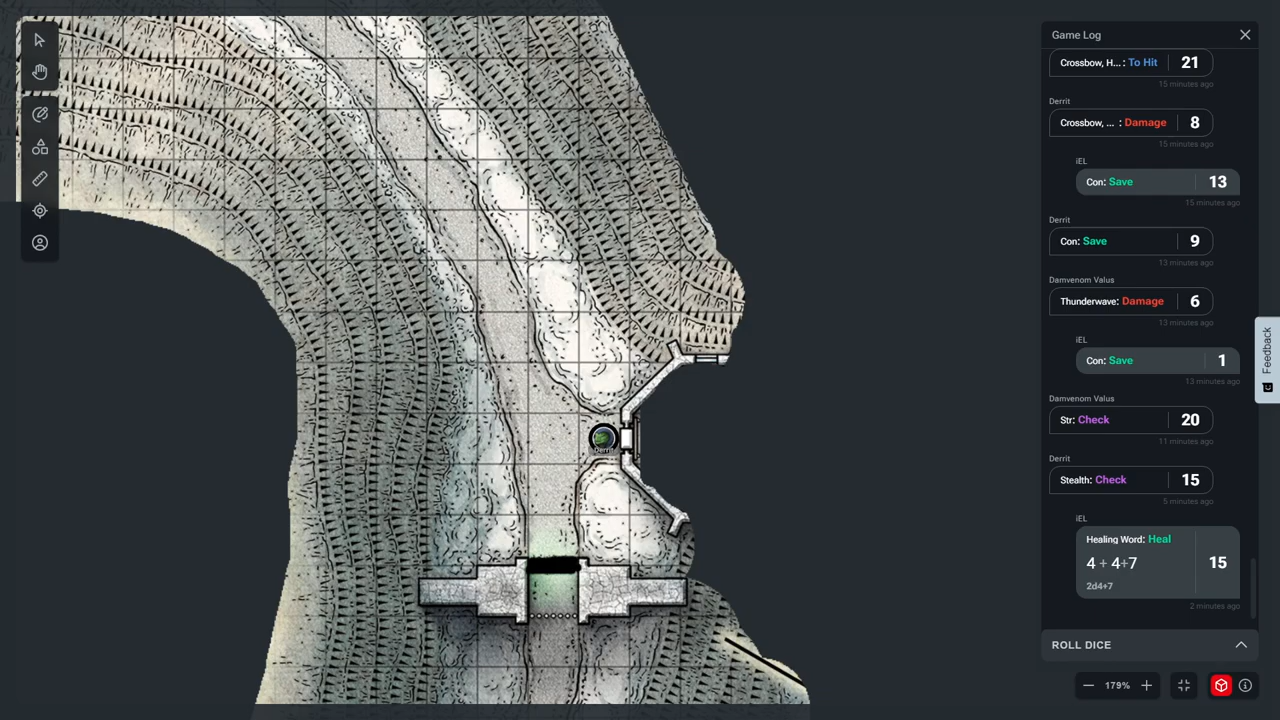 Game Log
Crossbow, H... : To Hit 21
15 minutes ago
Derrit
Crossbow, ... : Damage 8
15 minutes ago
iEL
Con: Save 13
15 minutes ago
Derrit
Con: Save 9
13 minutes ago
Damvenom Valus
Thunderwave: Damage 6
13 minutes ago
iEL
Con: Save 1
13 minutes ago
Damvenom Valus
Str: Check 20
11 minutes ago
Derrit
Stealth: Check 15
5 minutes ago
iEL
Healing Word: Heal
4 + 4+7 15
2d4+7
2 minutes ago
ROLL DICE
179%
Feedback
Derrit